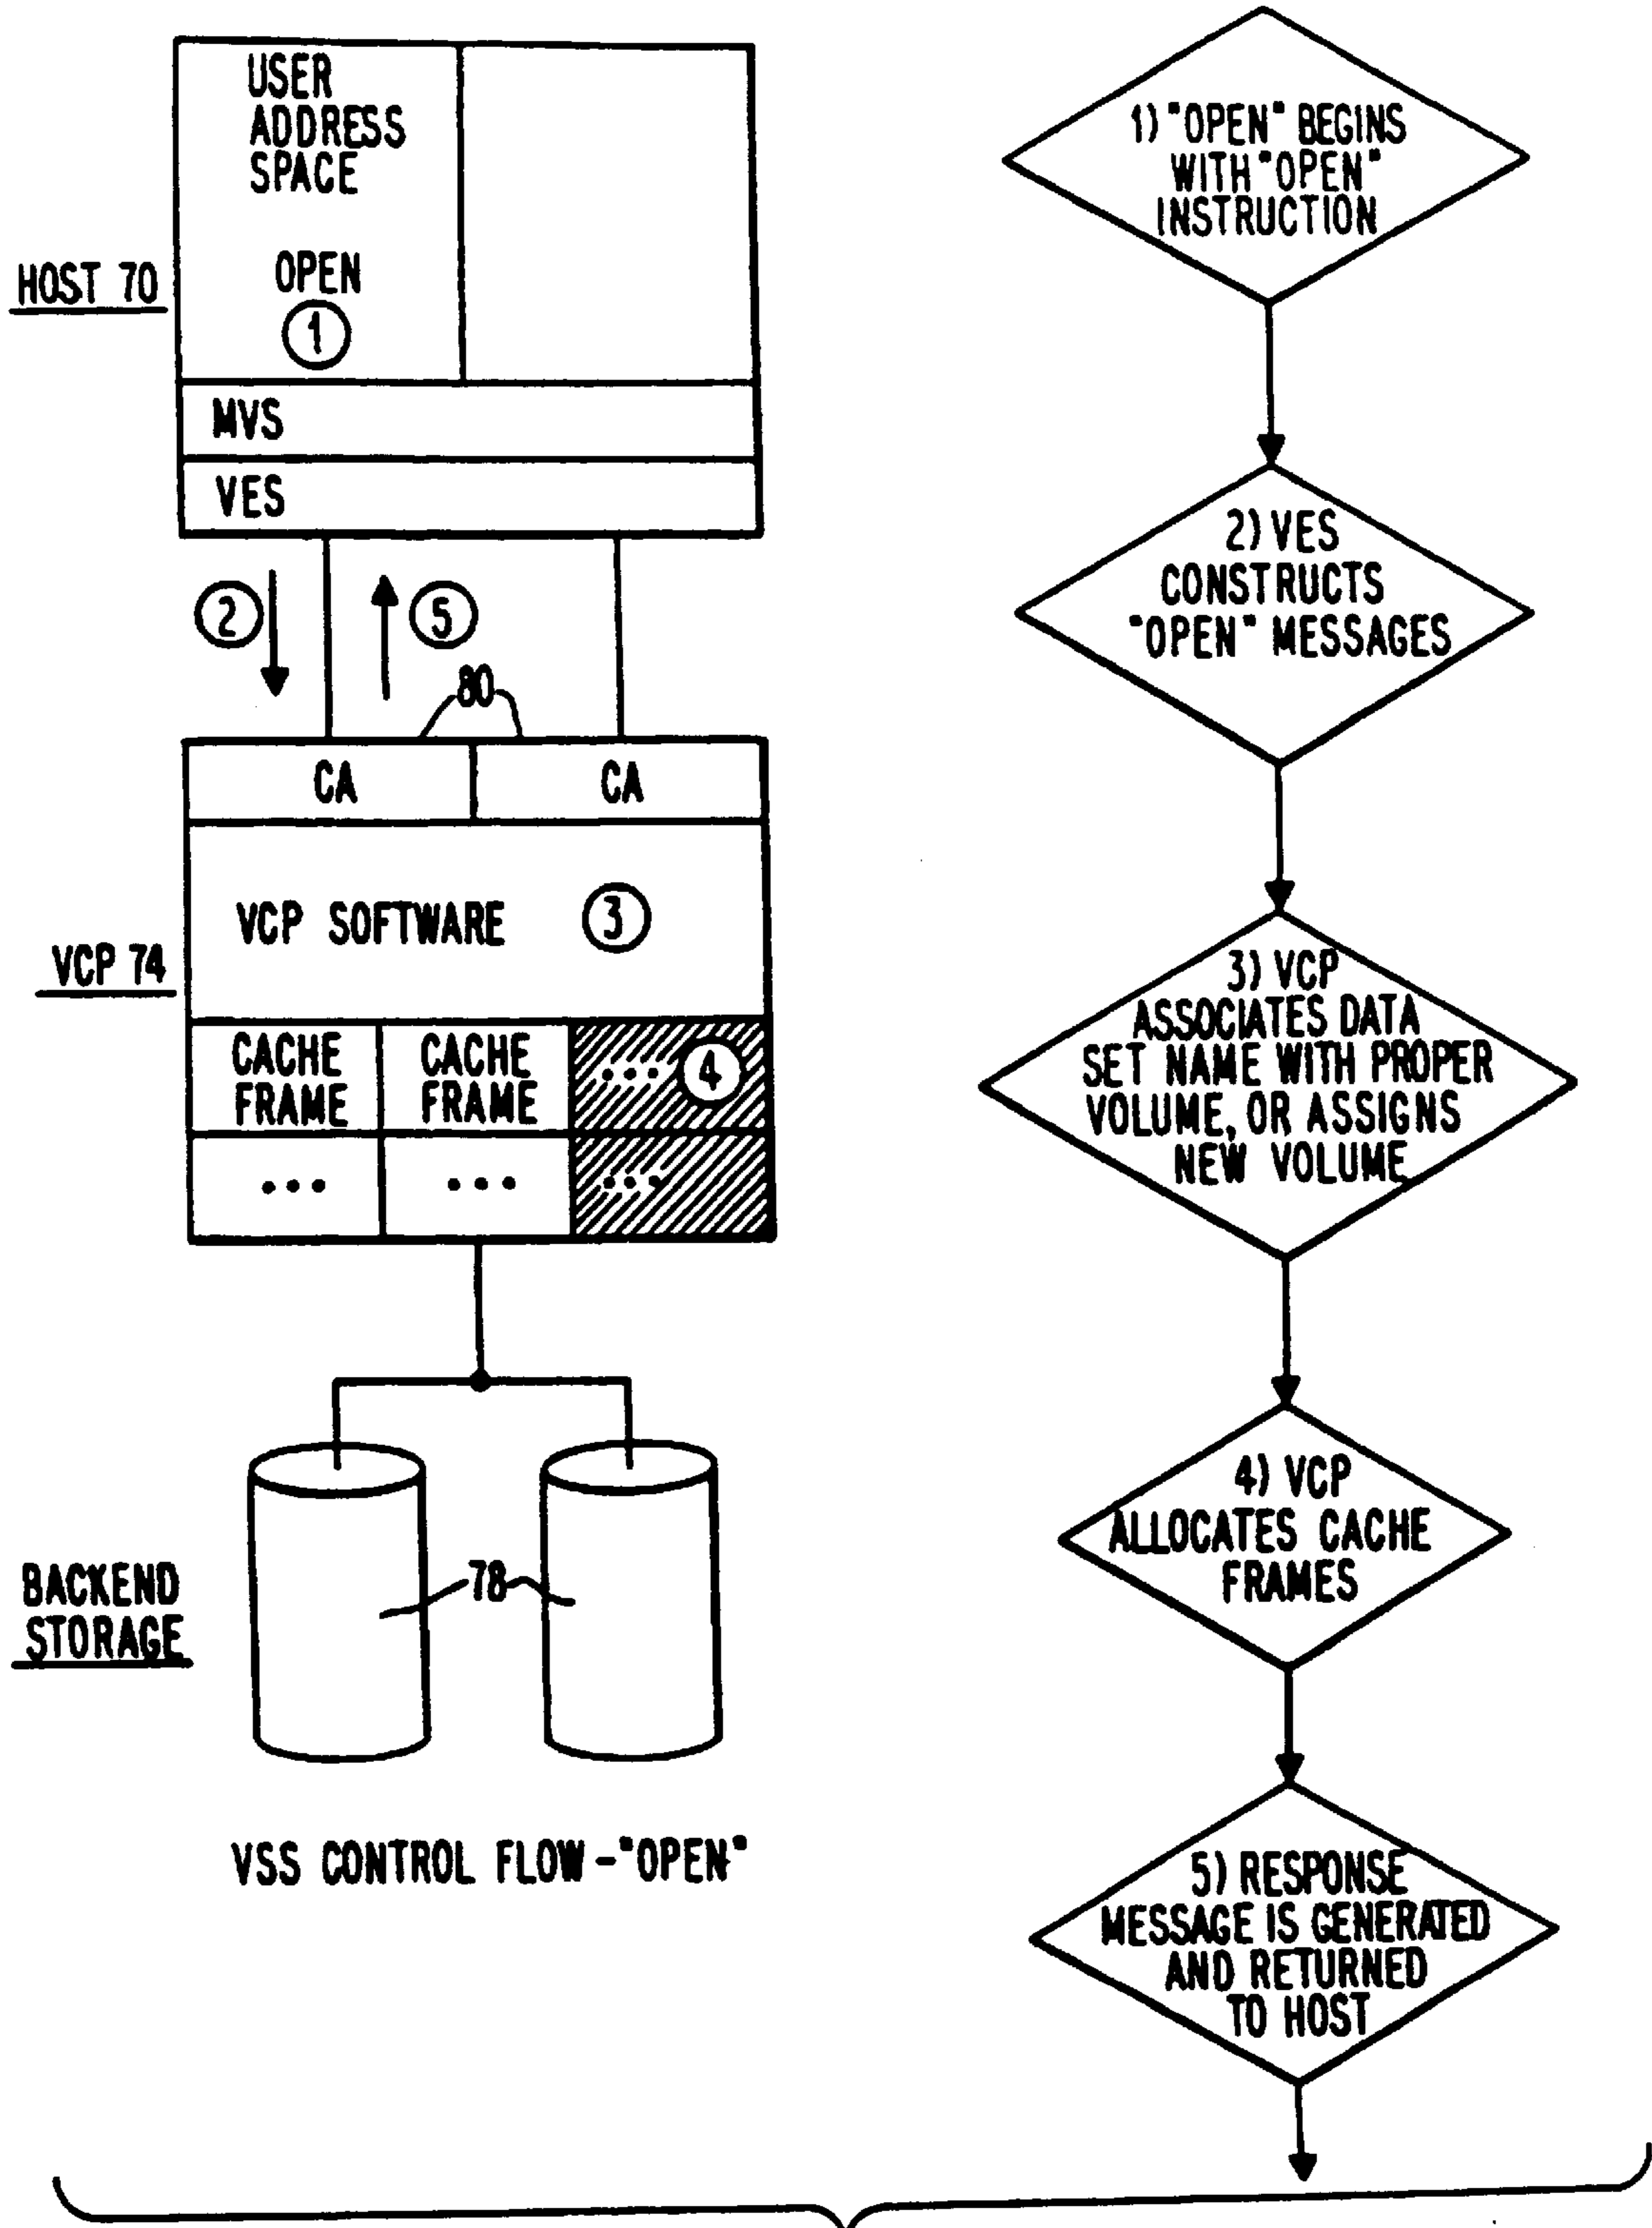 USER
ADDRESS
SPACE
OPEN
1
HOST 70
MVS
VES
2
5
80
CA
CA
VCP SOFTWARE
3
VCP 74
CACHE
FRAME
CACHE
FRAME
...
4
...
...
...
BACKEND
STORAGE
78
VSS CONTROL FLOW-"OPEN"
1) "OPEN" BEGINS
WITH "OPEN"
INSTRUCTION
2) VES
CONSTRUCTS
"OPEN" MESSAGES
3) VCP
ASSOCIATES DATA
SET NAME WITH PROPER
VOLUME, OR ASSIGNS
NEW VOLUME
4) VCP
ALLOCATES CACHE
FRAMES
5) RESPONSE
MESSAGE IS GENERATED
AND RETURNED
TO HOST